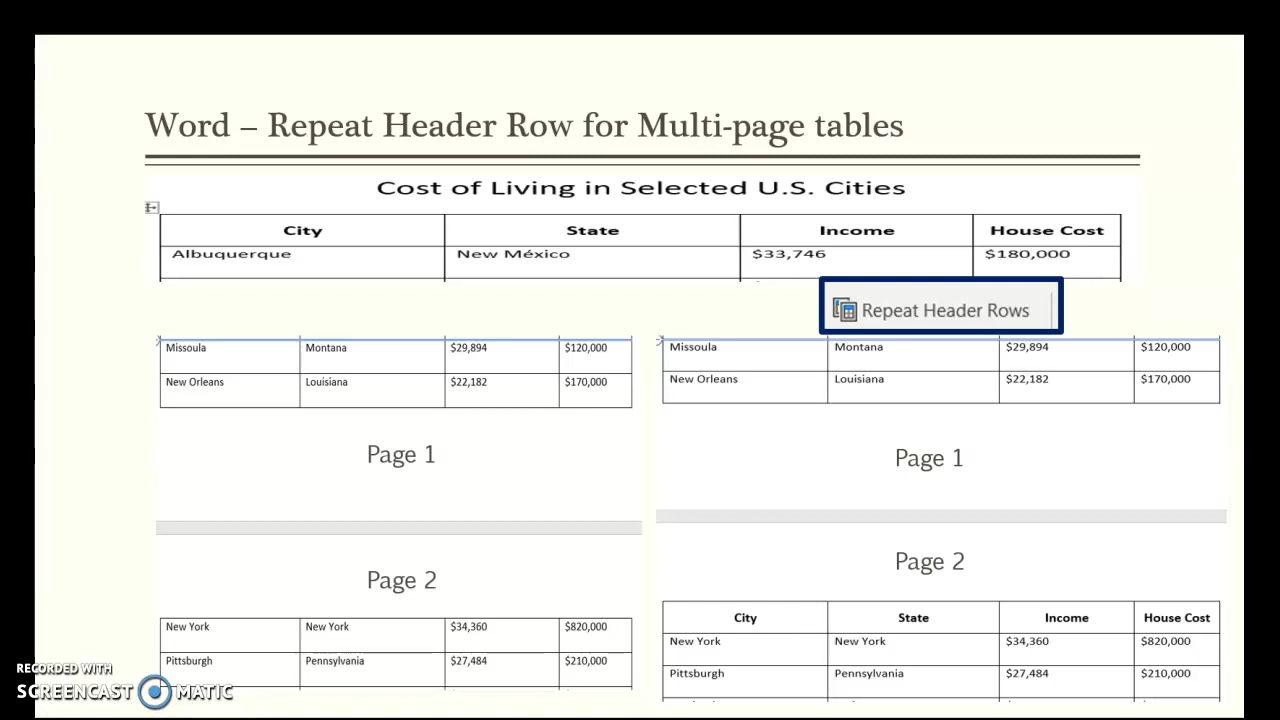 Word – Repeat Header Row for Multi-page tables
Cost of Living in Selected U.S. Cities
City State Income House Cost
Albuquerque New México $33,746 $180,000
Repeat Header Rows
Missoula Montana $29,894 $120,000
New Orleans Louisiana $22,182 $170,000
Page 1
Page 2
New York New York $34,360 $820,000
Pittsburgh Pennsylvania $27,484 $210,000
Missoula Montana $29,894 $120,000
New Orleans Louisiana $22,182 $170,000
Page 1
Page 2
City State Income House Cost
New York New York $34,360 $820,000
Pittsburgh Pennsylvania $27,484 $210,000
RECORDED WITH
SCREENCAST MATIC